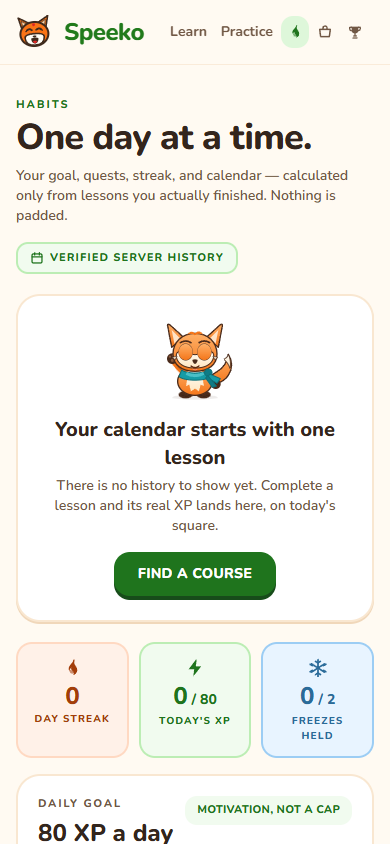 Speeko
Learn Practice
HABITS
One day at a time.
Your goal, quests, streak, and calendar — calculated
only from lessons you actually finished. Nothing is
padded.
VERIFIED SERVER HISTORY
Your calendar starts with one
lesson
There is no history to show yet. Complete a
lesson and its real XP lands here, on today's
square.
FIND A COURSE
0
DAY STREAK
0 / 80
TODAY'S XP
0 / 2
FREEZES
HELD
DAILY GOAL
MOTIVATION, NOT A CAP
80 XP a day